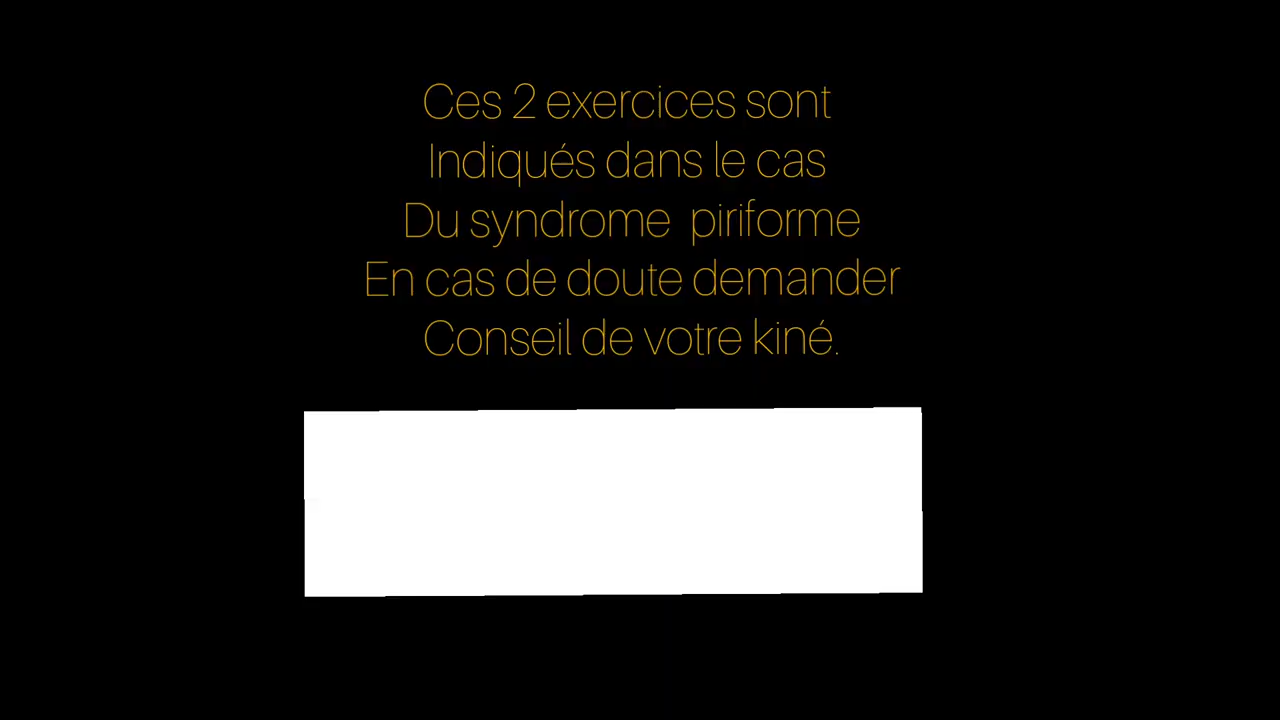 Ces 2 exercices sont
Indiqués dans le cas
Du syndrome piriforme
En cas de doute demander
Conseil de votre kiné.